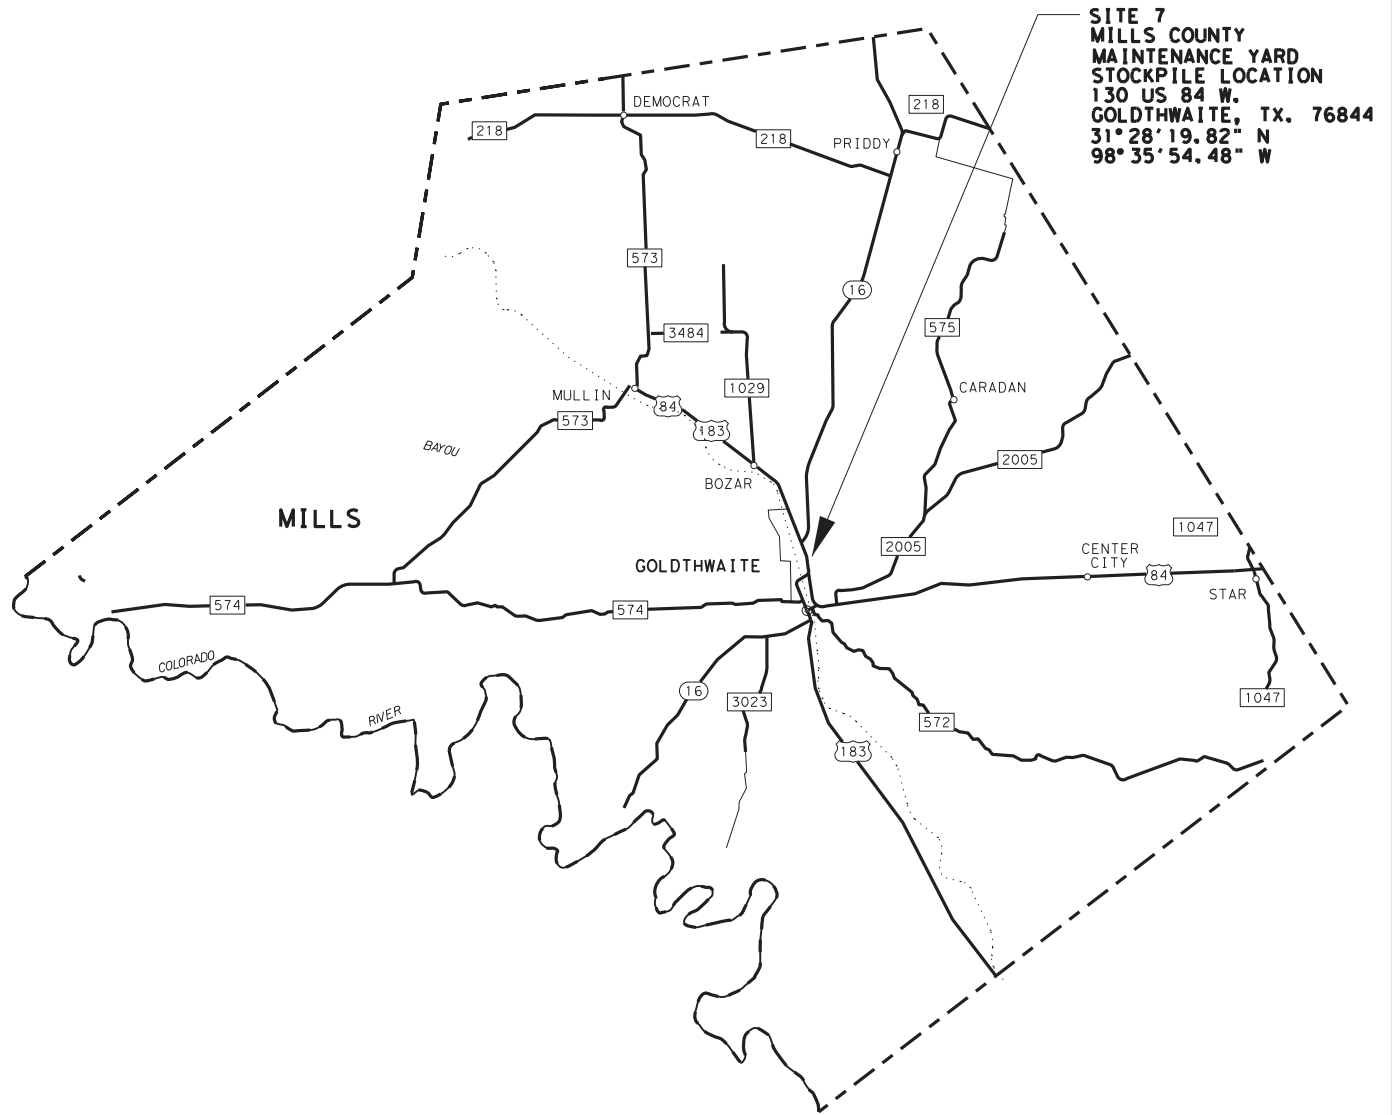 SITE 7
MILLS COUNTY
MAINTENANCE YARD
STOCKPILE LOCATION
130 US 84 W.
GOLDTHWAITE, TX. 76844
31°28'19.82" N
98°35'54.48" W
DEMOCRAT
218
218
218
PRIDDY
573
16
3484
575
1029
CARADAN
MULLIN
84
573
183
BAYOU
2005
BOZAR
MILLS
1047
2005
CENTER
CITY
GOLDTHWAITE
84
STAR
574
574
COLORADO
16
3023
1047
RIVER
572
183